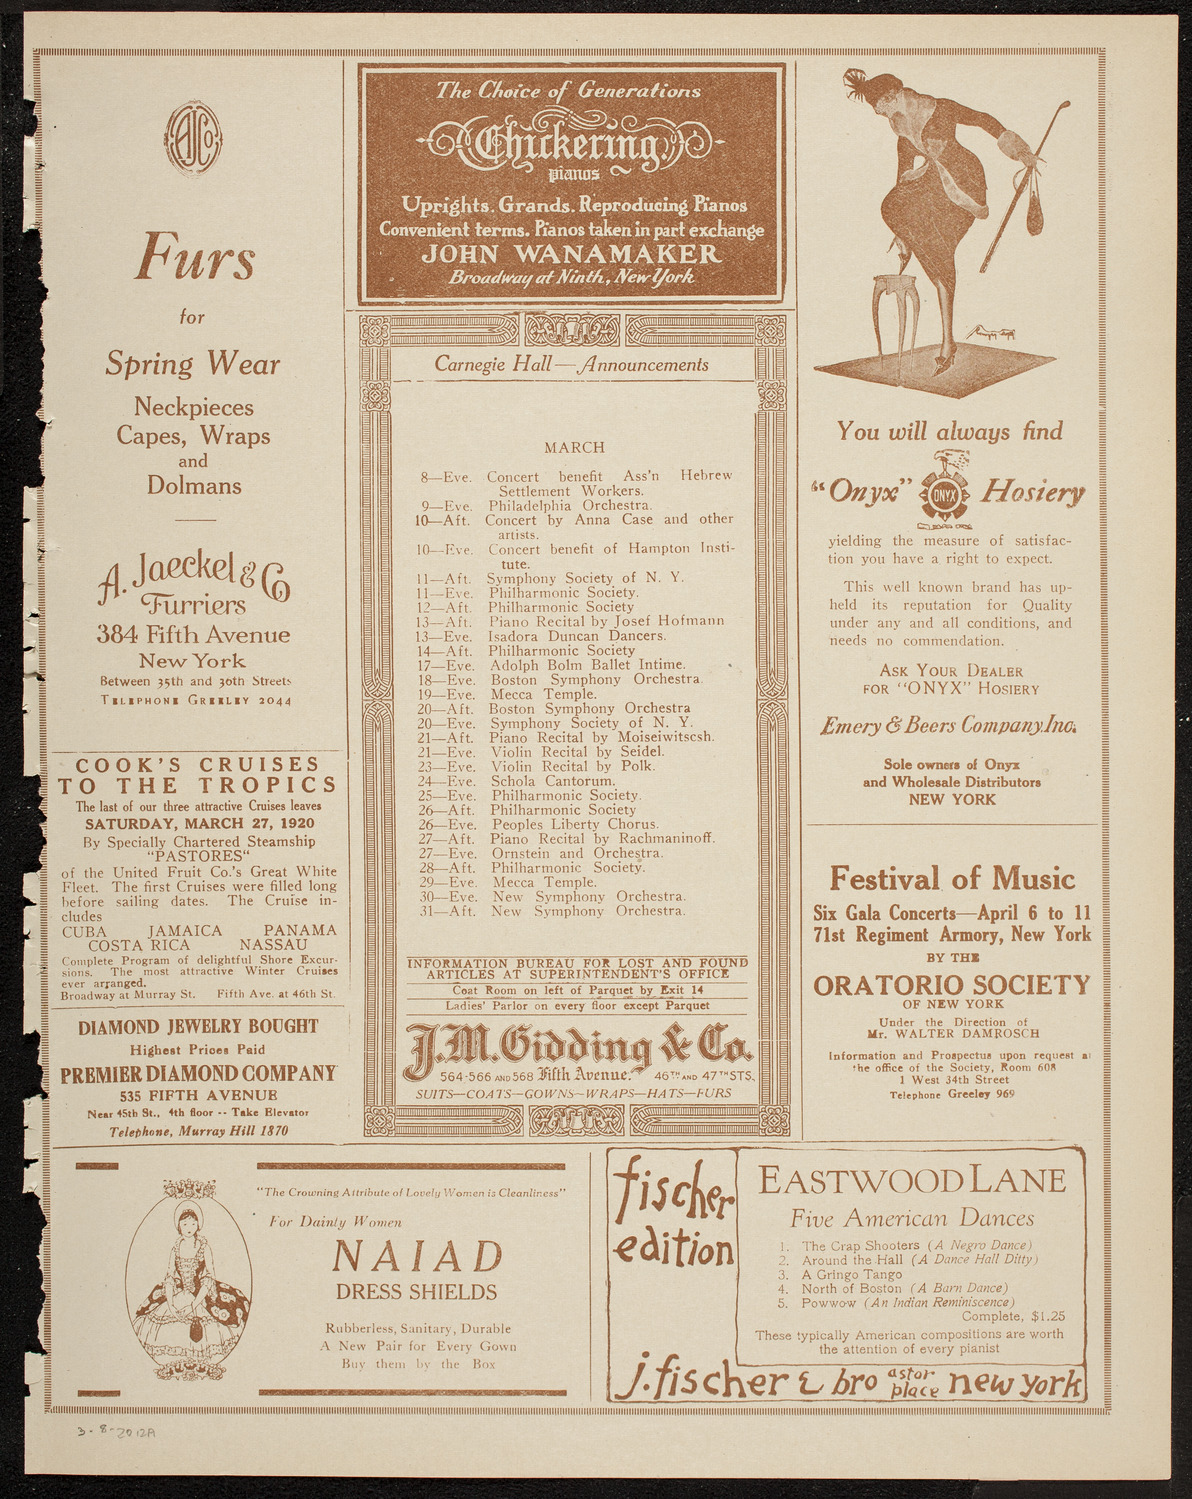 AJCo
Furs
for
Spring Wear
Neckpieces
Capes, Wraps
and
Dolmans
A. Jaeckel & Co
Furriers
384 Fifth Avenue
New York
Between 35th and 36th Streets
TELEPHONE GREELEY 2044
COOK'S CRUISES
TO THE TROPICS
The last of our three attractive Cruises leaves
SATURDAY, MARCH 27, 1920
By Specially Chartered Steamship
"PASTORES"
of the United Fruit Co.'s Great White
Fleet. The first Cruises were filled long
before sailing dates. The Cruise in-
cludes
CUBA JAMAICA PANAMA
COSTA RICA NASSAU
Complete Program of delightful Shore Excur-
sions. The most attractive Winter Cruises
ever arranged.
Broadway at Murray St. Fifth Ave. at 46th St.
DIAMOND JEWELRY BOUGHT
Highest Prices Paid
PREMIER DIAMOND COMPANY
535 FIFTH AVENUE
Near 45th St., 4th floor -- Take Elevator
Telephone, Murray Hill 1870
The Choice of Generations
Chickering
pianos
Uprights. Grands. Reproducing Pianos
Convenient terms. Pianos taken in part exchange
JOHN WANAMAKER
Broadway at Ninth, New York
Carnegie Hall—Announcements
MARCH
8—Eve. Concert benefit Ass'n Hebrew
Settlement Workers.
9—Eve. Philadelphia Orchestra.
10—Aft. Concert by Anna Case and other
artists.
10—Eve. Concert benefit of Hampton Insti-
tute.
11—Aft. Symphony Society of N. Y.
11—Eve. Philharmonic Society.
12—Aft. Philharmonic Society
13—Aft. Piano Recital by Josef Hofmann
13—Eve. Isadora Duncan Dancers.
14—Aft. Philharmonic Society
17—Eve. Adolph Bolm Ballet Intime.
18—Eve. Boston Symphony Orchestra.
19—Eve. Mecca Temple.
20—Aft. Boston Symphony Orchestra
20—Eve. Symphony Society of N. Y.
21—Aft. Piano Recital by Moiseiwitscsh.
21—Eve. Violin Recital by Seidel.
23—Eve. Violin Recital by Polk.
24—Eve. Schola Cantorum.
25—Eve. Philharmonic Society.
26—Aft. Philharmonic Society
26—Eve. Peoples Liberty Chorus.
27—Aft. Piano Recital by Rachmaninoff.
27—Eve. Ornstein and Orchestra.
28—Aft. Philharmonic Society.
29—Eve. Mecca Temple.
30—Eve. New Symphony Orchestra.
31—Aft. New Symphony Orchestra.
INFORMATION BUREAU FOR LOST AND FOUND
ARTICLES AT SUPERINTENDENT'S OFFICE
Coat Room on left of Parquet by Exit 14
Ladies' Parlor on every floor except Parquet
J.M. Gidding & Co.
564-566 AND 568 Fifth Avenue. 46TH AND 47TH STS.
SUITS—COATS—GOWNS—WRAPS—HATS—FURS
You will always find
"Onyx" ONYX Hosiery
yielding the measure of satisfac-
tion you have a right to expect.
This well known brand has up-
held its reputation for Quality
under any and all conditions, and
needs no commendation.
ASK YOUR DEALER
FOR "ONYX" HOSIERY
Emery & Beers Company Inc.
Sole owners of Onyx
and Wholesale Distributors
NEW YORK
Festival of Music
Six Gala Concerts—April 6 to 11
71st Regiment Armory, New York
BY THE
ORATORIO SOCIETY
OF NEW YORK
Under the Direction of
Mr. WALTER DAMROSCH
Information and Prospectus upon request at
the office of the Society, Room 608
1 West 34th Street
Telephone Greeley 969
"The Crowning Attribute of Lovely Women is Cleanliness"
For Dainty Women
NAIAD
DRESS SHIELDS
Rubberless, Sanitary, Durable
A New Pair for Every Gown
Buy them by the Box
fischer
edition
EASTWOOD LANE
Five American Dances
1. The Crap Shooters (A Negro Dance)
2. Around the Hall (A Dance Hall Ditty)
3. A Gringo Tango
4. North of Boston (A Barn Dance)
5. Powwow (An Indian Reminiscence)
Complete, $1.25
These typically American compositions are worth
the attention of every pianist
j. fischer & bro astor place new york
3-8-20 12A